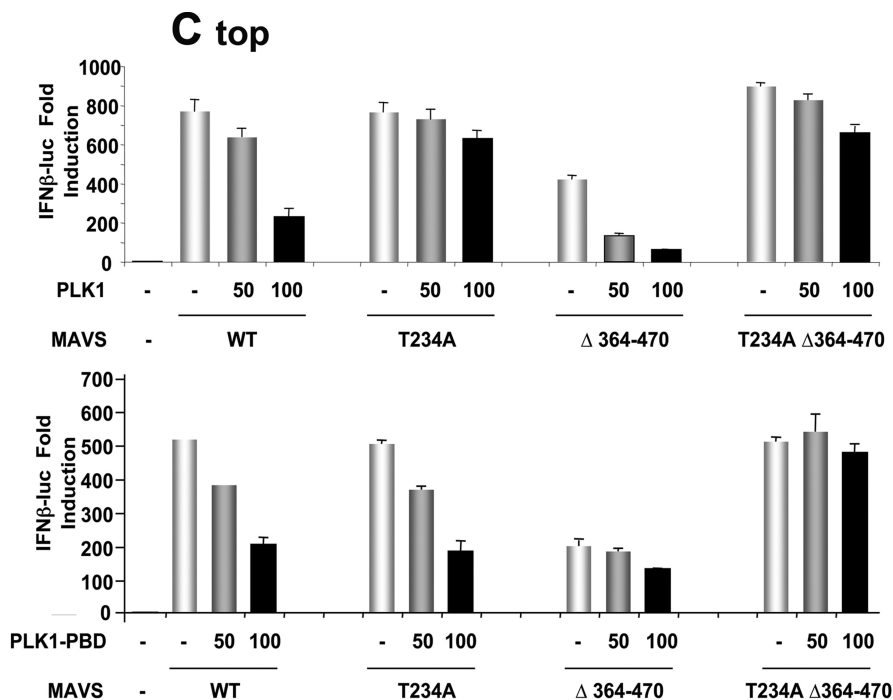 C top
IFNβ-luc Fold
Induction
1000
800
600
400
200
0
PLK1 - - 50 100 - 50 100 - 50 100 - 50 100
MAVS - WT T234A Δ 364-470 T234A Δ364-470
IFNβ-luc Fold
Induction
700
600
500
400
300
200
100
0
PLK1-PBD - - 50 100 - 50 100 - 50 100 - 50 100
MAVS - WT T234A Δ 364-470 T234A Δ364-470